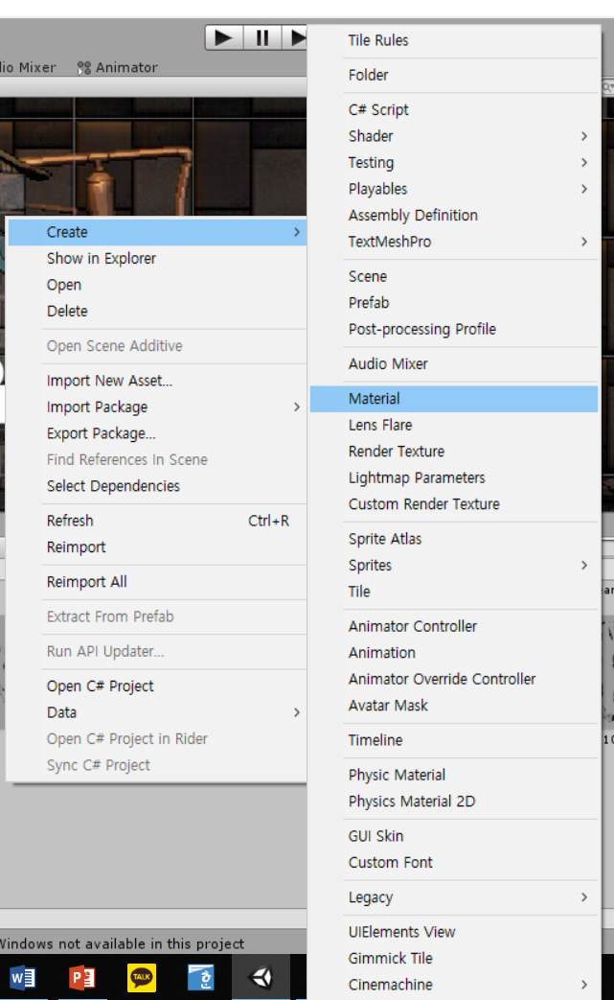 Tile Rules
Folder
C# Script
Shader
Testing
Playables
Assembly Definition
TextMeshPro
Scene
Prefab
Post-processing Profile
Audio Mixer
Material
Lens Flare
Render Texture
Lightmap Parameters
Custom Render Texture
Sprite Atlas
Sprites
Tile
Animator Controller
Animation
Animator Override Controller
Avatar Mask
Timeline
Physic Material
Physics Material 2D
GUI Skin
Custom Font
Legacy
UIElements View
Gimmick Tile
Cinemachine
Mixer Animator
Create
Show in Explorer
Open
Delete
Open Scene Additive
Import New Asset...
Import Package
Export Package...
Find References In Scene
Select Dependencies
Refresh Ctrl+R
Reimport
Reimport All
Extract From Prefab
Run API Updater...
Open C# Project
Data
Open C# Project in Rider
Sync C# Project
Windows not available in this project
TALK